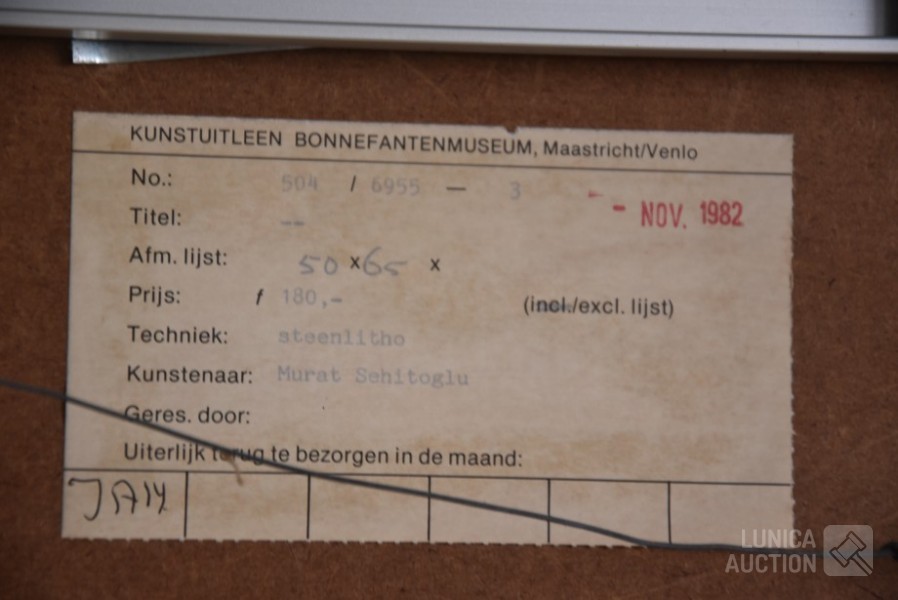 KUNSTUITLEEN BONNEFANTENMUSEUM, Maastricht/Venlo
No.: 504 / 6955 — 3 - NOV. 1982
Titel: --
Afm. lijst: 50 x 65 x
Prijs: f 180,- (incl./excl. lijst)
Techniek: steenlitho
Kunstenaar: Murat Sehitoglu
Geres. door:
Uiterlijk terug te bezorgen in de maand:
LUNICA
AUCTION